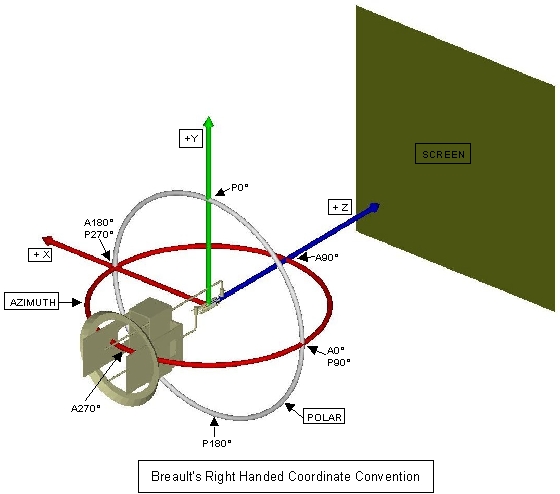 SCREEN
+Y
P0°
+ Z
A180°
P270°
+ X
A90°
AZIMUTH
A0°
P90°
A270°
POLAR
P180°
Breault's Right Handed Coordinate Convention